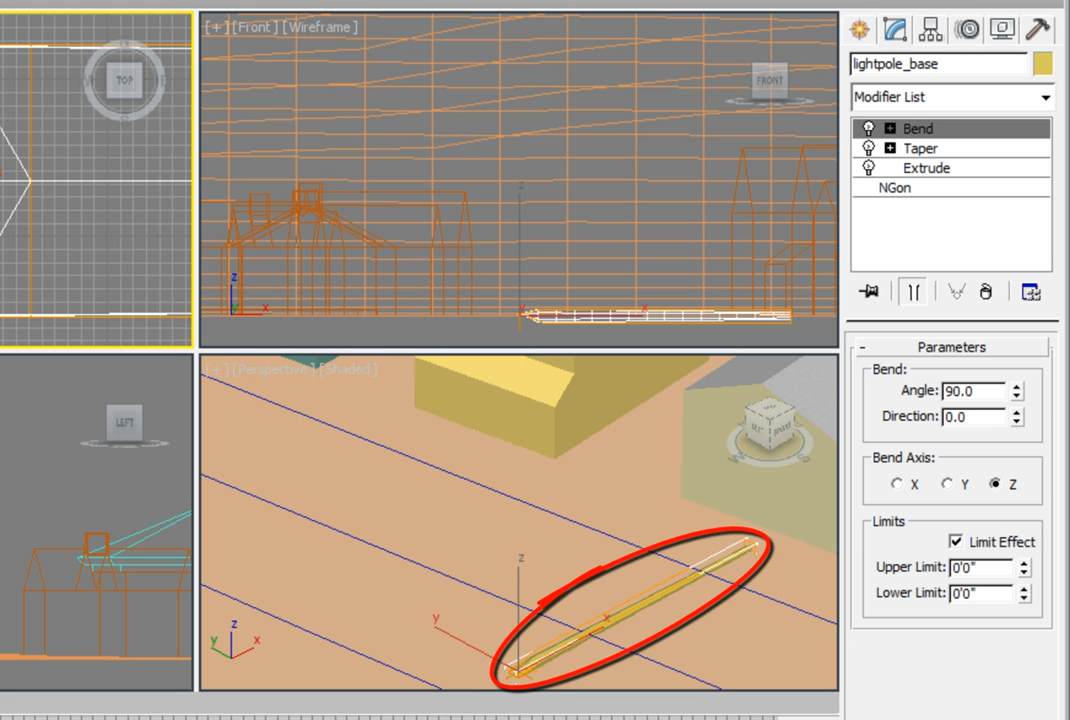 TOP
[+][Front][Wireframe]
FRONT
z
z
x
x
lightpole_base
Modifier List
Bend
Taper
Extrude
NGon
LEFT
[+][Perspective][Shaded]
W
S
z
y
x
z
y
x
- Parameters
Bend:
Angle: 90.0
Direction: 0.0
Bend Axis:
X Y Z
Limits
Limit Effect
Upper Limit: 0'0"
Lower Limit: 0'0"